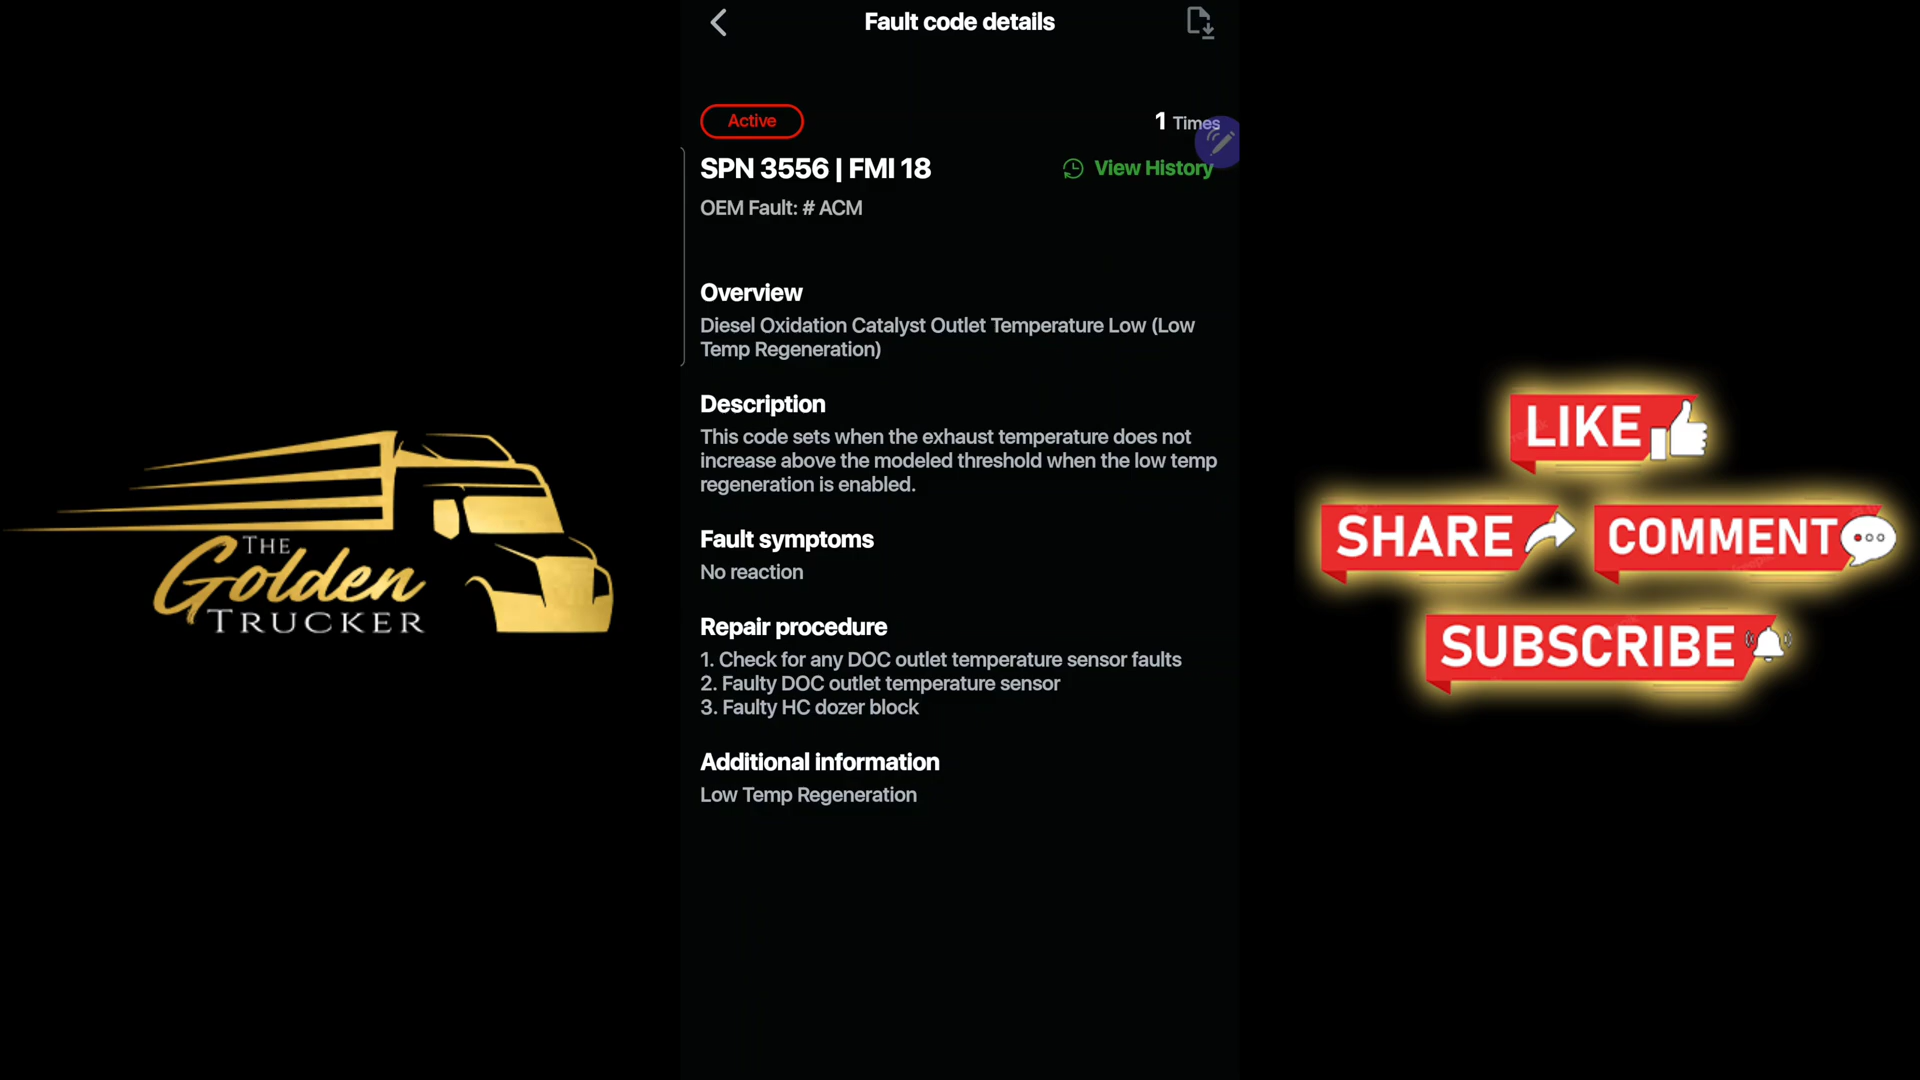 Fault code details
Active
1 Times
SPN 3556 | FMI 18
View History
OEM Fault: # ACM
Overview
Diesel Oxidation Catalyst Outlet Temperature Low (Low
Temp Regeneration)
Description
This code sets when the exhaust temperature does not
increase above the modeled threshold when the low temp
regeneration is enabled.
Fault symptoms
No reaction
Repair procedure
1. Check for any DOC outlet temperature sensor faults
2. Faulty DOC outlet temperature sensor
3. Faulty HC dozer block
Additional information
Low Temp Regeneration
THE
Golden
TRUCKER
LIKE
SHARE
COMMENT
SUBSCRIBE